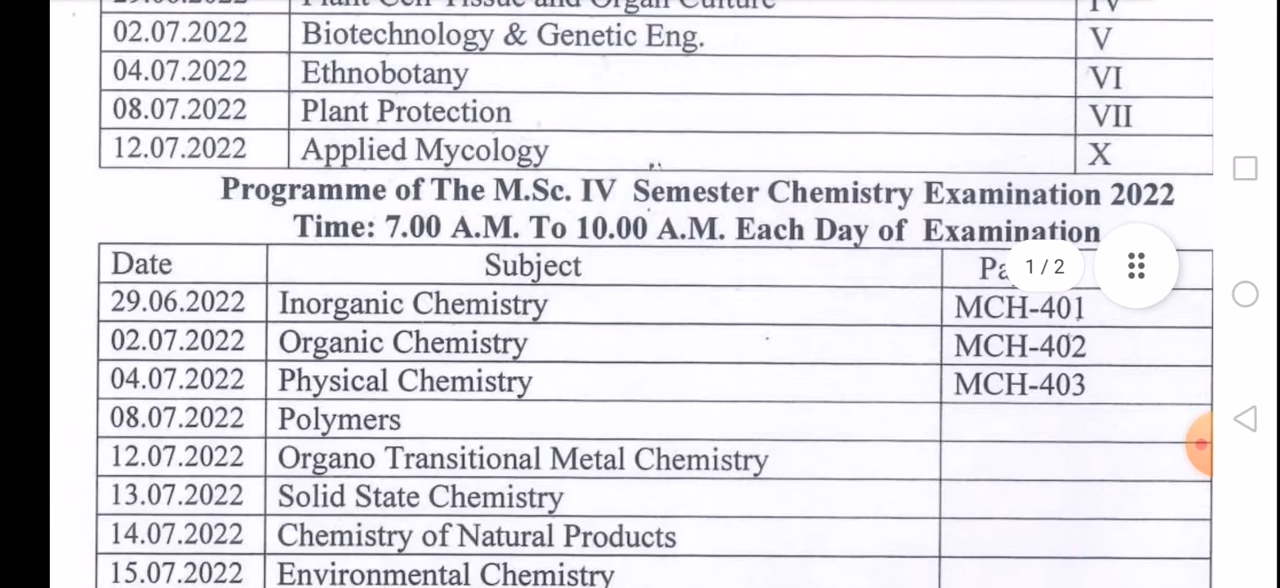 02.07.2022 Biotechnology & Genetic Eng. V
04.07.2022 Ethnobotany VI
08.07.2022 Plant Protection VII
12.07.2022 Applied Mycology X
Programme of The M.Sc. IV Semester Chemistry Examination 2022
Time: 7.00 A.M. To 10.00 A.M. Each Day of Examination
Date Subject
1 / 2
29.06.2022 Inorganic Chemistry MCH-401
02.07.2022 Organic Chemistry MCH-402
04.07.2022 Physical Chemistry MCH-403
08.07.2022 Polymers
12.07.2022 Organo Transitional Metal Chemistry
13.07.2022 Solid State Chemistry
14.07.2022 Chemistry of Natural Products
15.07.2022 Environmental Chemistry